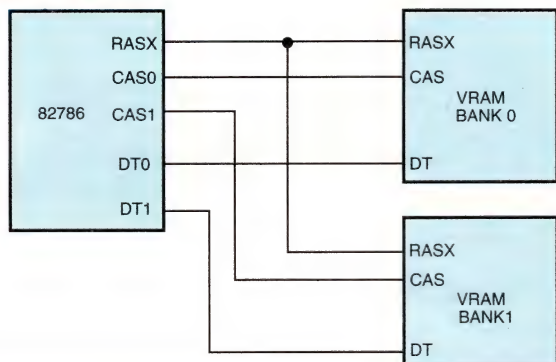 RASX
CAS0
82786
CAS1
DT0
DT1
RASX
CAS
VRAM
BANK 0
DT
RASX
CAS
VRAM
BANK1
DT